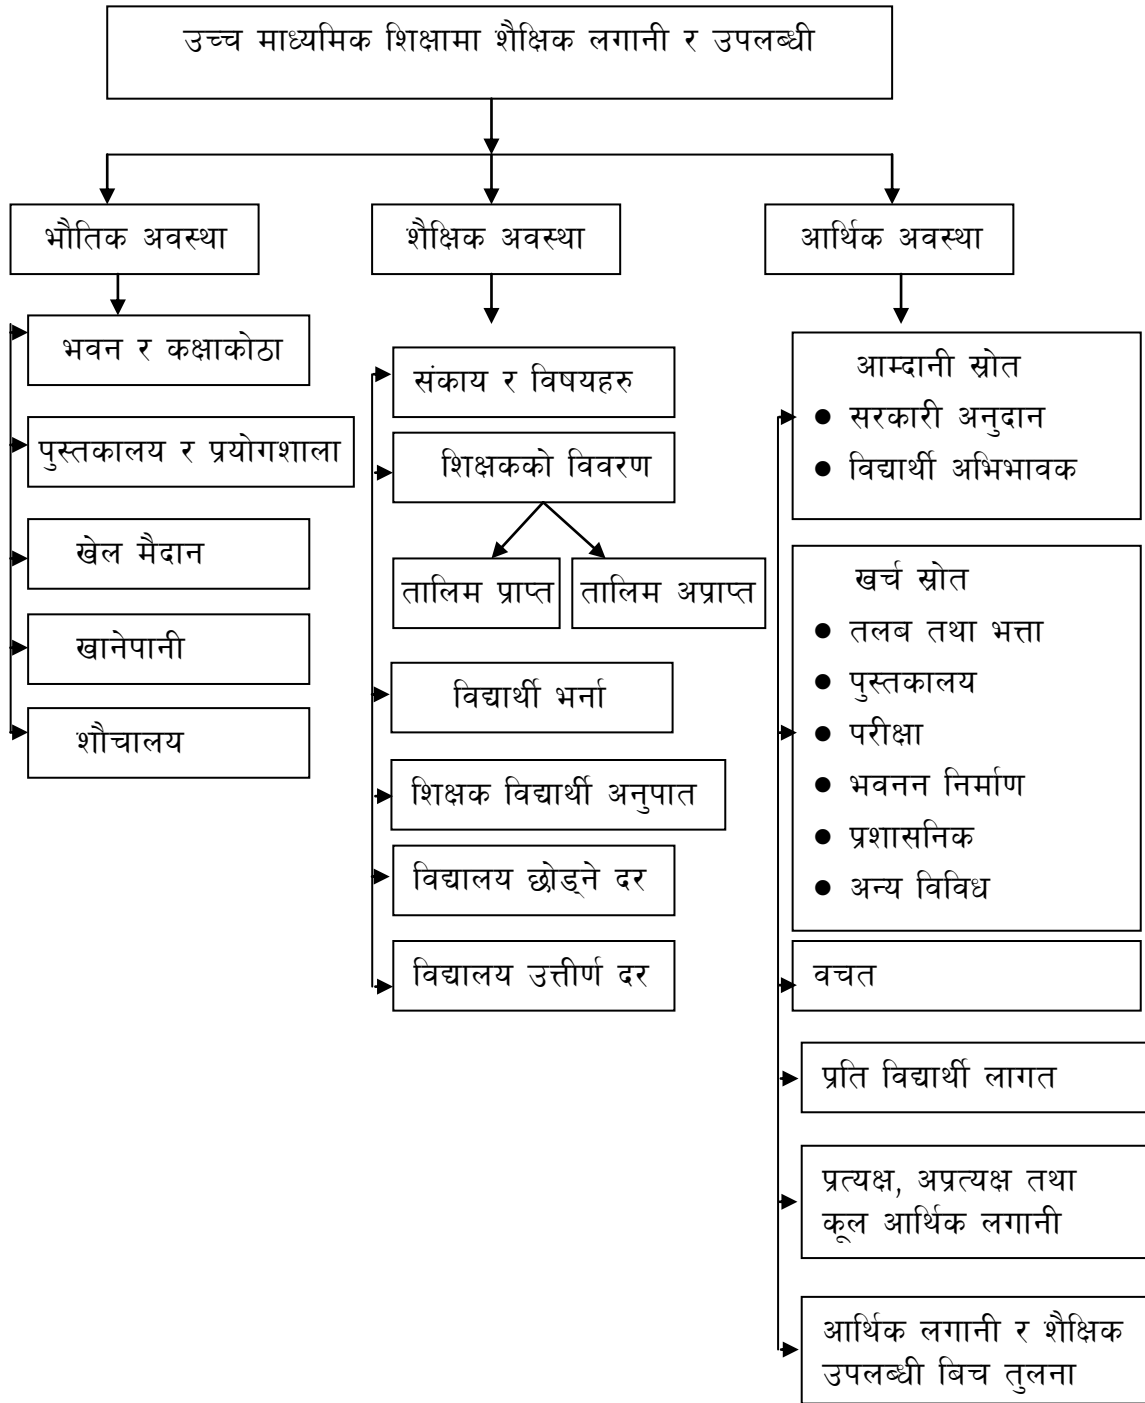 उच्च माध्यमिक शिक्षामा शैक्षिक लगानी र उपलब्धी
भौतिक अवस्था
भवन र कक्षाकोठा
पुस्तकालय र प्रयोगशाला
खेल मैदान
खानेपानी
शौचालय
शैक्षिक अवस्था
संकाय र विषयहरु
शिक्षकको विवरण
तालिम प्राप्त
तालिम अप्राप्त
विद्यार्थी भर्ना
शिक्षक विद्यार्थी अनुपात
विद्यालय छोड्ने दर
विद्यालय उत्तीर्ण दर
आर्थिक अवस्था
आम्दानी स्रोत
● सरकारी अनुदान
● विद्यार्थी अभिभावक
खर्च स्रोत
● तलब तथा भत्ता
● पुस्तकालय
● परीक्षा
● भवनन निर्माण
● प्रशासनिक
● अन्य विविध
वचत
प्रति विद्यार्थी लागत
प्रत्यक्ष, अप्रत्यक्ष तथा
कूल आर्थिक लगानी
आर्थिक लगानी र शैक्षिक
उपलब्धी बिच तुलना